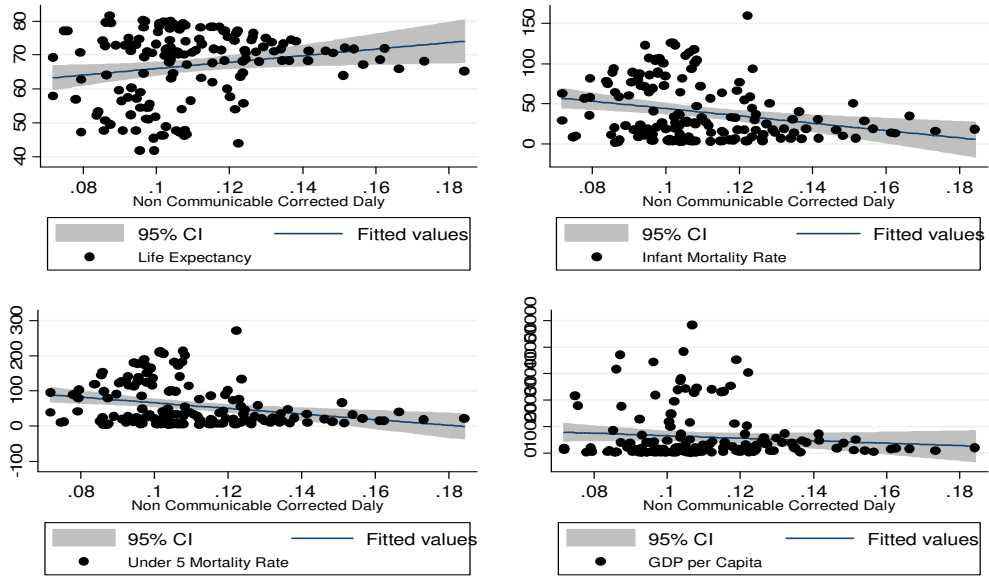 80
70
60
50
40
.08 .1 .12 .14 .16 .18
Non Communicable Corrected Daly
95% CI Fitted values
Life Expectancy
150
100
50
0
.08 .1 .12 .14 .16 .18
Non Communicable Corrected Daly
95% CI Fitted values
Infant Mortality Rate
300
200
100
0
-100
.08 .1 .12 .14 .16 .18
Non Communicable Corrected Daly
95% CI Fitted values
Under 5 Mortality Rate
.08 .1 .12 .14 .16 .18
Non Communicable Corrected Daly
95% CI Fitted values
GDP per Capita